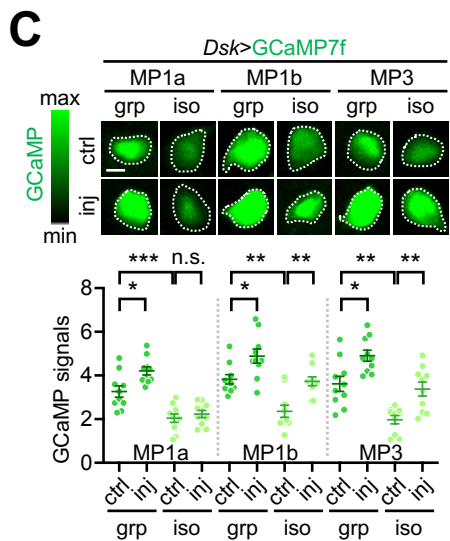 C
Dsk>GCaMP7f
MP1a MP1b MP3
grp iso grp iso grp iso
max
GCaMP
min
ctrl
inj
*** n.s. ** ** ** **
* * *
8
6
4
2
0
GCaMP signals
MP1a MP1b MP3
ctrl inj ctrl inj ctrl inj ctrl inj ctrl inj ctrl inj
grp iso grp iso grp iso